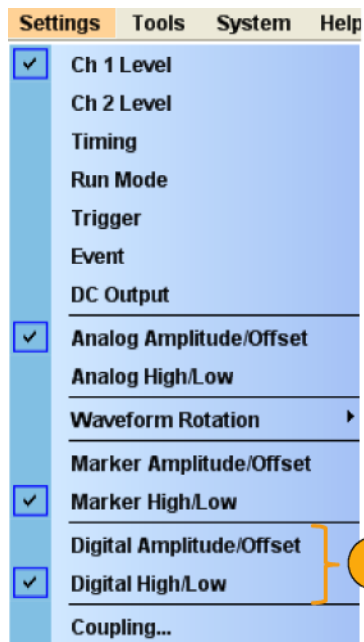 Settings Tools System Help
Ch 1 Level
Ch 2 Level
Timing
Run Mode
Trigger
Event
DC Output
Analog Amplitude/Offset
Analog High/Low
Waveform Rotation
Marker Amplitude/Offset
Marker High/Low
Digital Amplitude/Offset
Digital High/Low
Coupling...